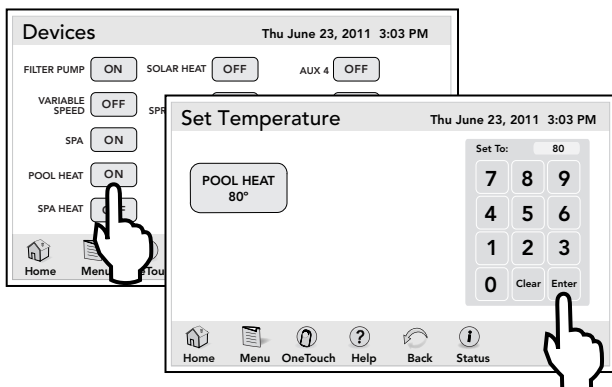 Devices
Thu June 23, 2011 3:03 PM
FILTER PUMP ON SOLAR HEAT OFF AUX 4 OFF
VARIABLE SPEED OFF
SPA ON
POOL HEAT ON
SPA HEAT
Home
Set Temperature
Thu June 23, 2011 3:03 PM
POOL HEAT
80º
Set To: 80
7 8 9
4 5 6
1 2 3
0 Clear Enter
Home Menu OneTouch Help Back Status